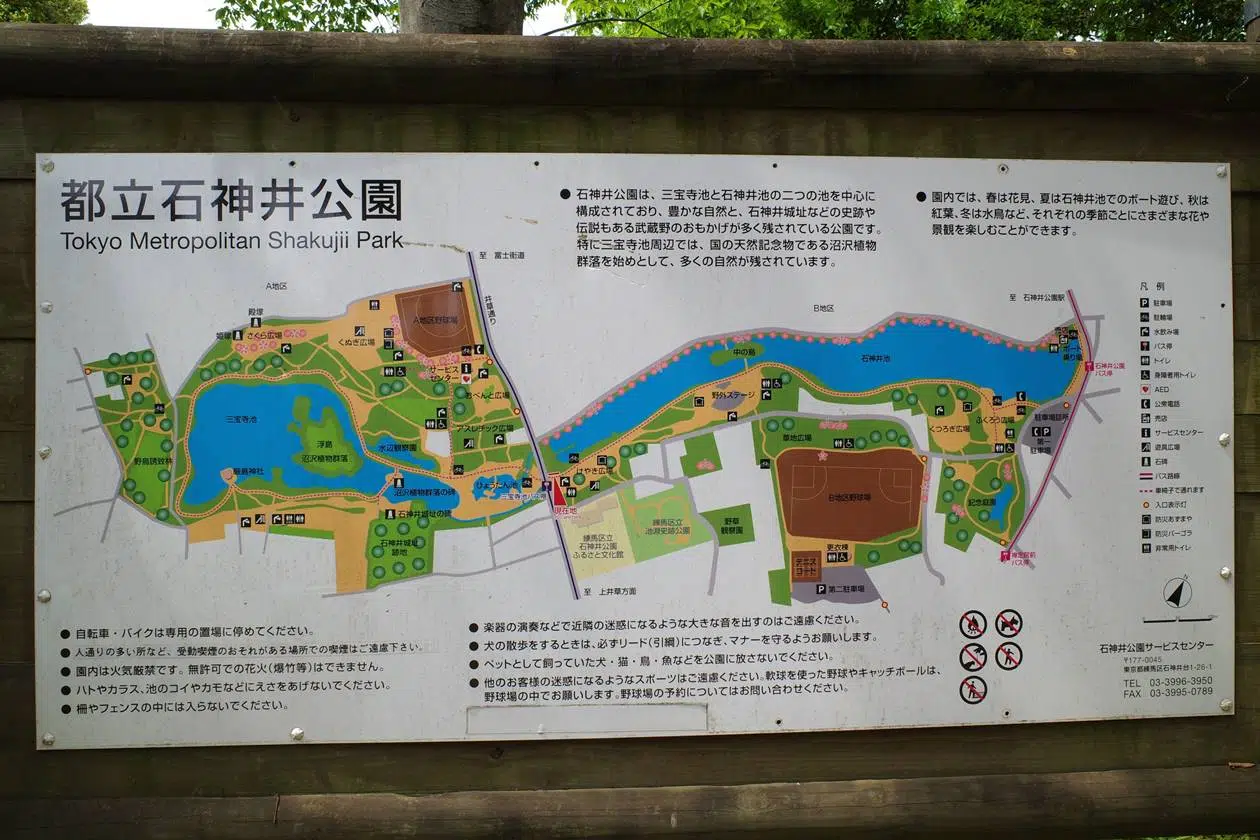 都立石神井公園
Tokyo Metropolitan Shakujii Park
● 石神井公園は、三宝寺池と石神井池の二つの池を中心に
構成されており、豊かな自然と、石神井城址などの史跡や
伝説もある武蔵野のおもかげが多く残されている公園です。
特に三宝寺池周辺では、国の天然記念物である沼沢植物
群落を始めとして、多くの自然が残されています。
● 園内では、春は花見、夏は石神井池でのボート遊び、秋は
紅葉、冬は水鳥など、それぞれの季節ごとにさまざまな花や
景観を楽しむことができます。
至 富士街道
井草通り
A地区
殿塚
姫塚
さくら広場
くぬぎ広場
A地区野球場
サービス
センター
おべんと広場
アスレチック広場
三宝寺池
浮島
沼沢植物群落
水辺観察園
野鳥誘致林
厳島神社
沼沢植物群落の碑
ひょうたん池
三宝寺池バス停
石神井城址の碑
石神井城址
跡地
現在地
B地区
至 石神井公園駅
中の島
石神井池
ボート
乗り場
石神井公園
バス停
野外ステージ
くつろぎ広場
ふくろう広場
駐車場詰所
第一
駐車場
けやき広場
草地広場
B地区野球場
記念庭園
練馬区立
池淵史跡公園
野草
観察園
練馬区立
石神井公園
ふるさと文化館
更衣棟
テニス
コート
P 第二駐車場
バス停
至 上井草方面
凡 例
P 駐車場
駐輪場
水飲み場
バス停
トイレ
身障者用トイレ
AED
公衆電話
売店
サービスセンター
遊具広場
石碑
バス路線
車椅子で通れます
入口表示灯
防災あずまや
防災パーゴラ
非常用トイレ
● 自転車・バイクは専用の置場に停めてください。
● 人通りの多い所など、受動喫煙のおそれがある場所での喫煙はご遠慮下さい。
● 園内は火気厳禁です。無許可での花火(爆竹等)はできません。
● ハトやカラス、池のコイやカモなどにえさをあげないでください。
● 柵やフェンスの中には入らないでください。
● 楽器の演奏などで近隣の迷惑になるような大きな音を出すのはご遠慮ください。
● 犬の散歩をするときは、必ずリード(引綱)につなぎ、マナーを守るようお願いします。
● ペットとして飼っていた犬・猫・鳥・魚などを公園に放さないでください。
● 他のお客様の迷惑になるようなスポーツはご遠慮ください。軟球を使った野球やキャッチボールは、
野球場の中でお願いします。野球場の予約についてはお問い合わせください。
石神井公園サービスセンター
〒177-0045
東京都練馬区石神井台1-26-1
TEL 03-3996-3950
FAX 03-3995-0789